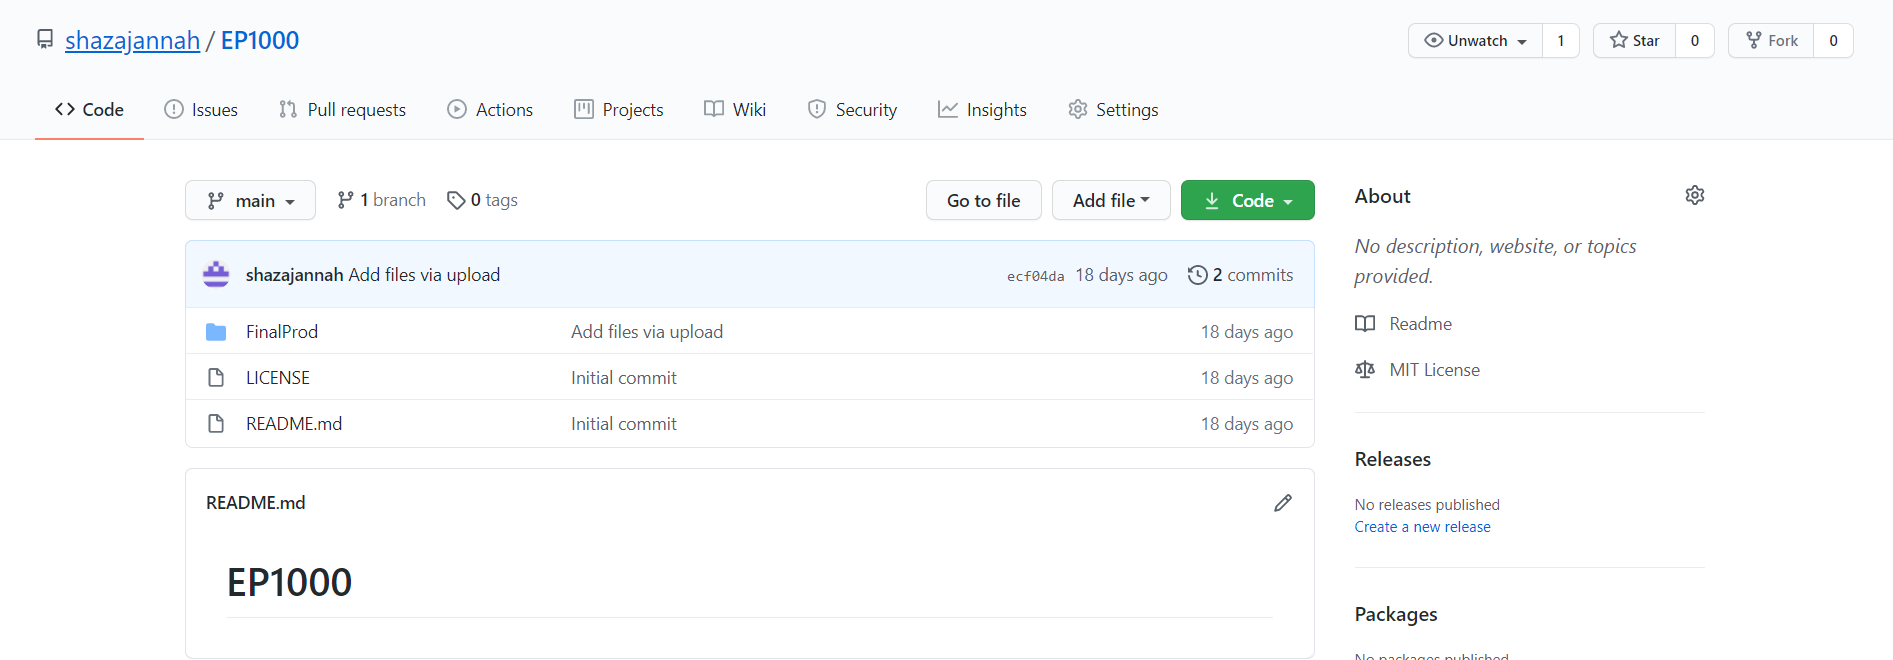 shazajannah / EP1000
Unwatch 1 Star 0 Fork 0
Code Issues Pull requests Actions Projects Wiki Security Insights Settings
main 1 branch 0 tags Go to file Add file Code
shazajannah Add files via upload ecf04da 18 days ago 2 commits
FinalProd Add files via upload 18 days ago
LICENSE Initial commit 18 days ago
README.md Initial commit 18 days ago
README.md
EP1000
About
No description, website, or topics
provided.
Readme
MIT License
Releases
No releases published
Create a new release
Packages
No packages published